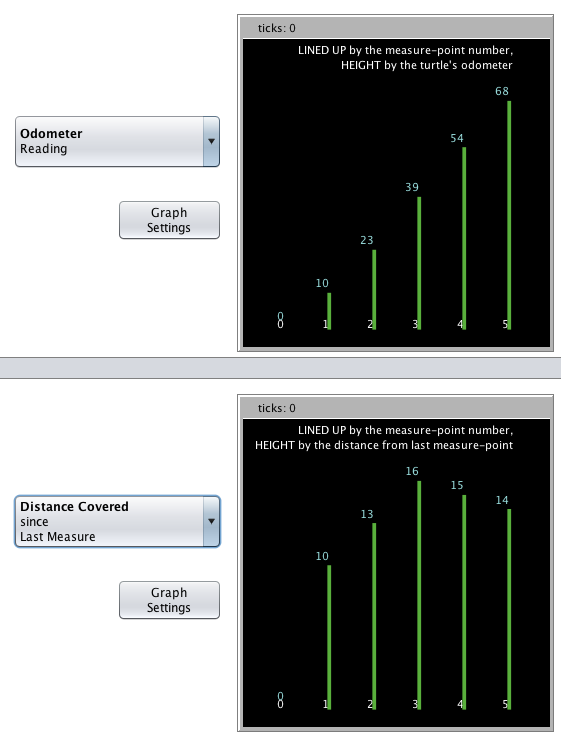 ticks: 0
LINED UP by the measure-point number,
HEIGHT by the turtle's odometer
Odometer
Reading
Graph
Settings
68
54
39
23
10
0
0 1 2 3 4 5
ticks: 0
LINED UP by the measure-point number,
HEIGHT by the distance from last measure-point
Distance Covered
since
Last Measure
Graph
Settings
16
15
14
13
10
0
0 1 2 3 4 5